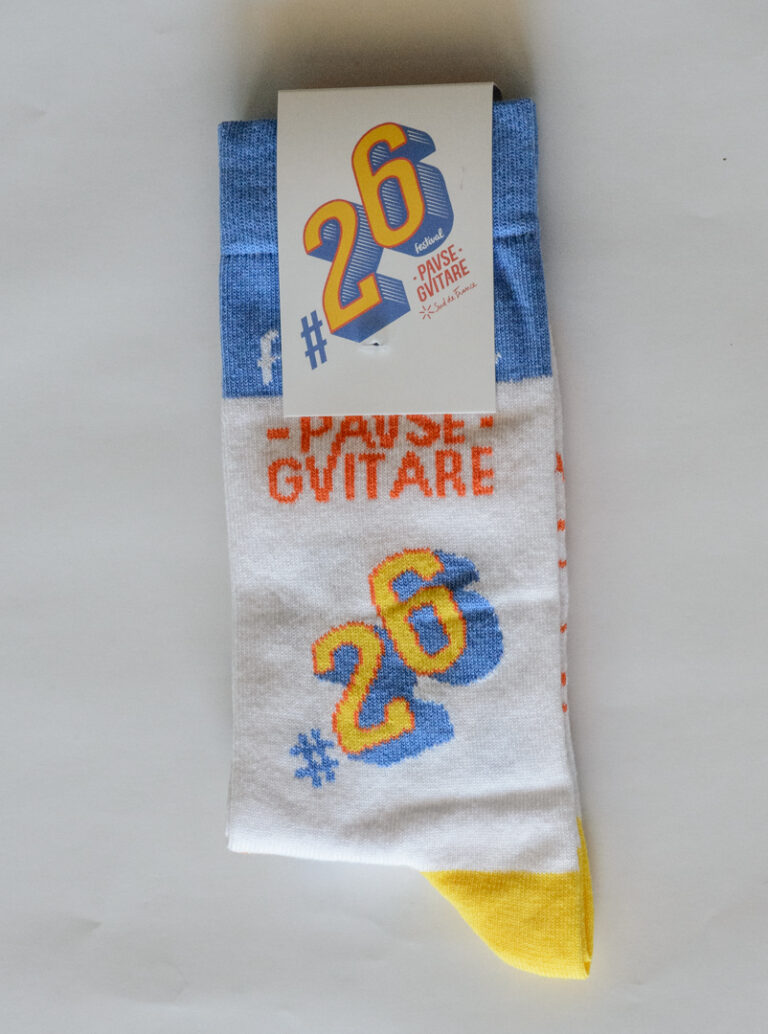 #26
festival
-PAVSE-
GVITARE
Sud de France
-PAVSE-
GVITARE
#26